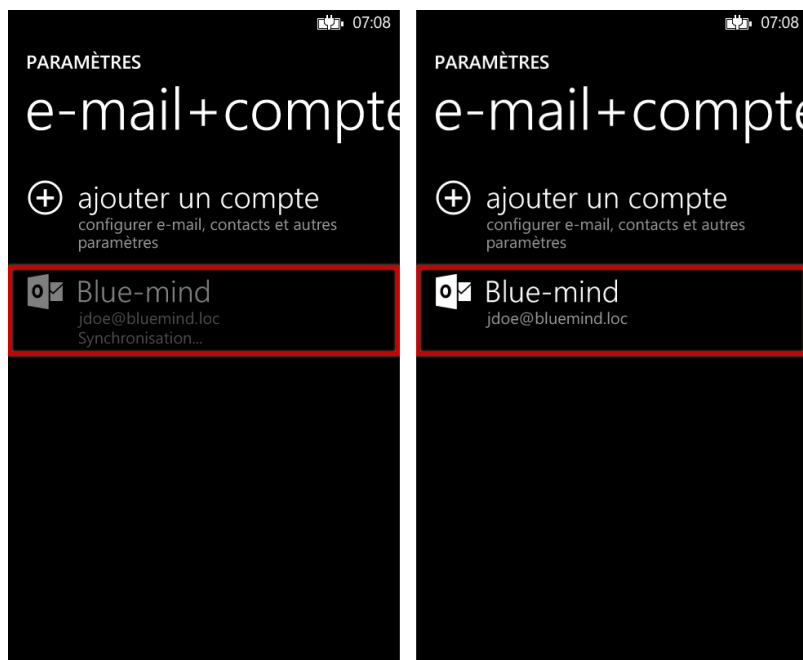 07:08
PARAMÈTRES
e-mail+compte
ajouter un compte
configurer e-mail, contacts et autres
paramètres
Blue-mind
jdoe@bluemind.loc
Synchronisation...
07:08
PARAMÈTRES
e-mail+compte
ajouter un compte
configurer e-mail, contacts et autres
paramètres
Blue-mind
jdoe@bluemind.loc